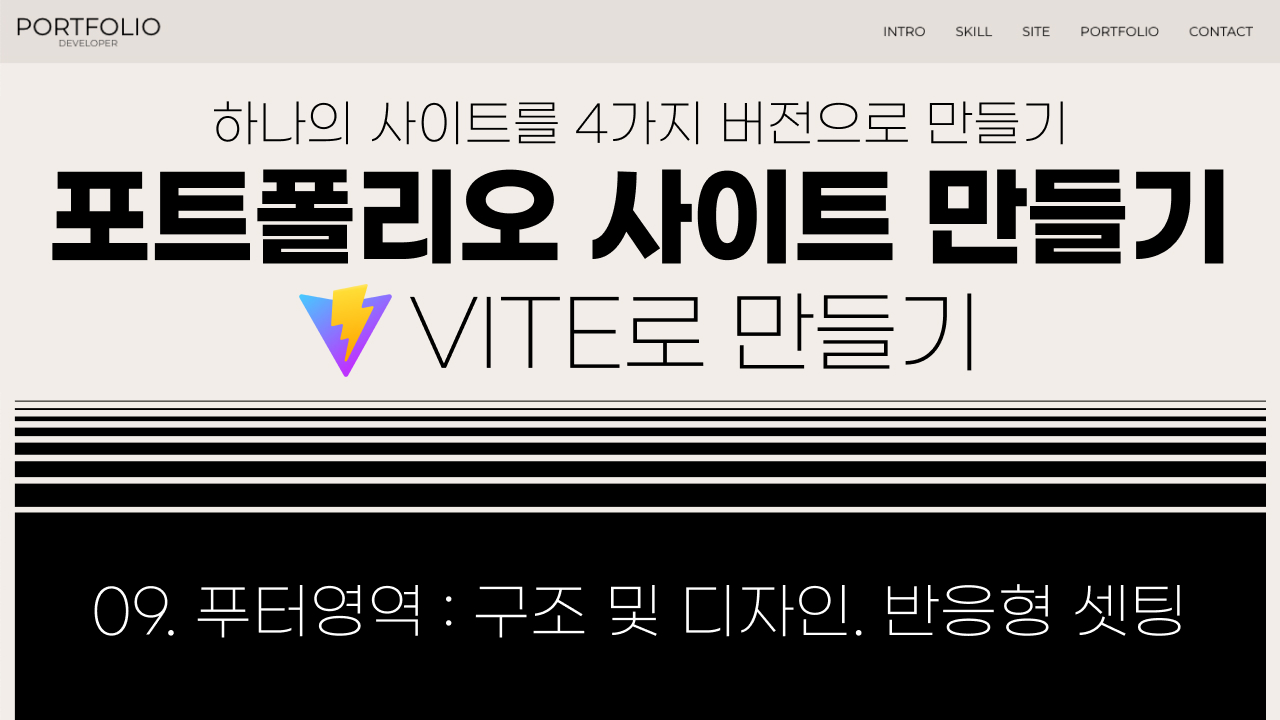 PORTFOLIO
DEVELOPER
INTRO SKILL SITE PORTFOLIO CONTACT
하나의 사이트를 4가지 버전으로 만들기
포트폴리오 사이트 만들기
VITE로 만들기
09. 푸터영역 : 구조 및 디자인. 반응형 셋팅